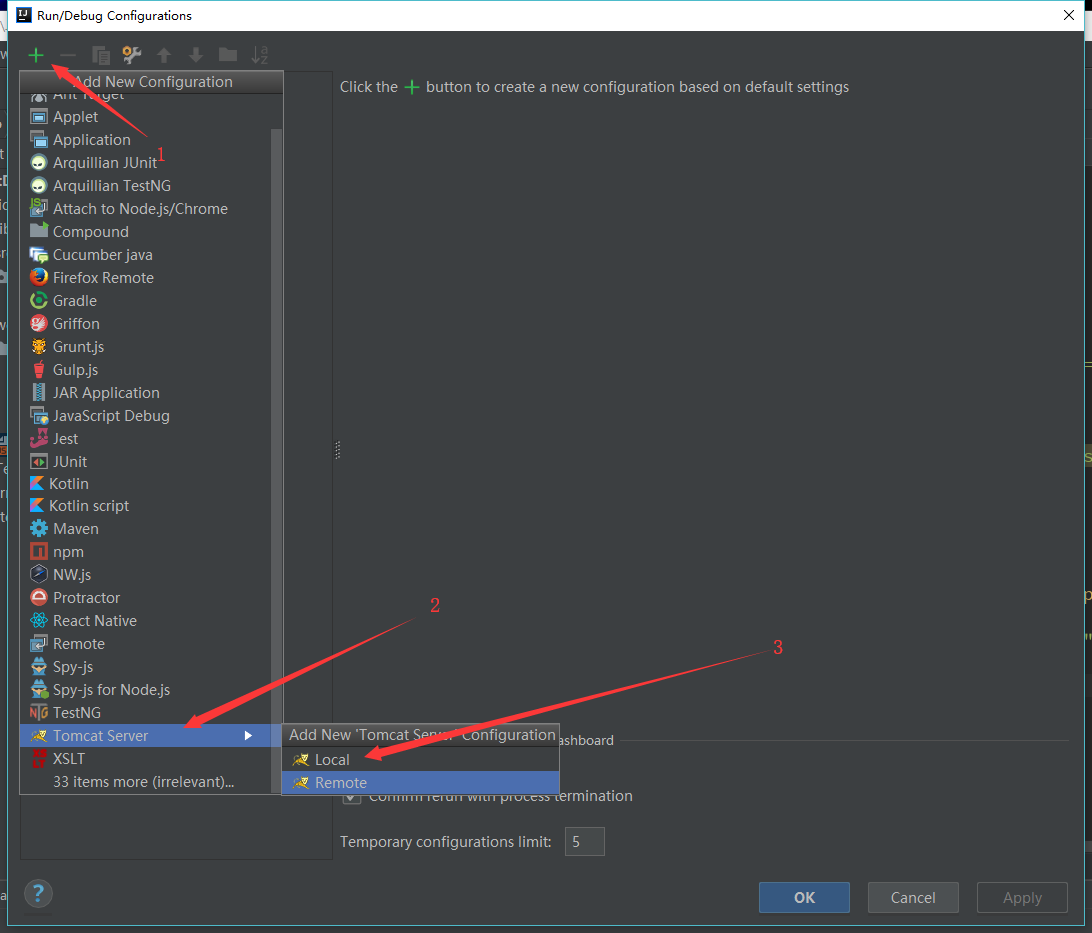 Run/Debug Configurations
Add New Configuration
Click the + button to create a new configuration based on default settings
Ant Target
Applet
Application
1
Arquillian JUnit
Arquillian TestNG
Attach to Node.js/Chrome
Compound
Cucumber java
Firefox Remote
Gradle
Griffon
Grunt.js
Gulp.js
JAR Application
JavaScript Debug
Jest
JUnit
Kotlin
Kotlin script
Maven
npm
NW.js
Protractor
2
React Native
Remote
3
Spy-js
Spy-js for Node.js
TestNG
Tomcat Server
Add New 'Tomcat Server' Configuration
ashboard
XSLT
Local
33 items more (irrelevant)...
Remote
Confirm rerun with process termination
Temporary configurations limit: 5
?
OK
Cancel
Apply